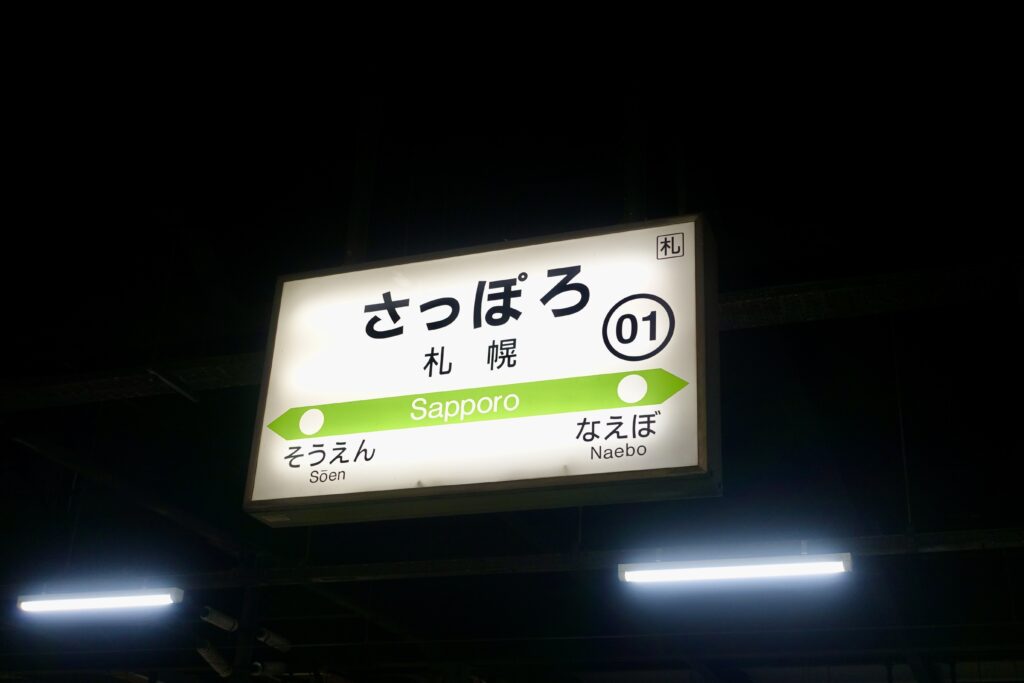 札
さっぽろ
01
札幌
Sapporo
そうえん
Sōen
なえぼ
Naebo